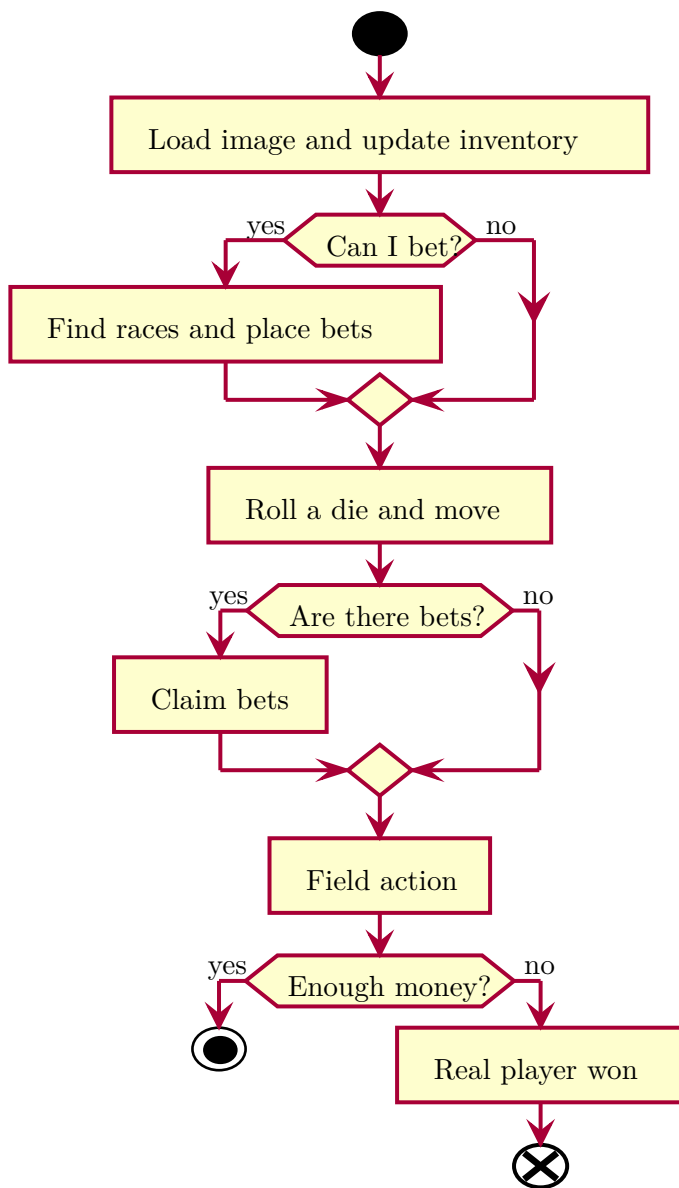 Load image and update inventory
yes
no
Can I bet?
Find races and place bets
Roll a die and move
yes
no
Are there bets?
Claim bets
Field action
yes
no
Enough money?
Real player won